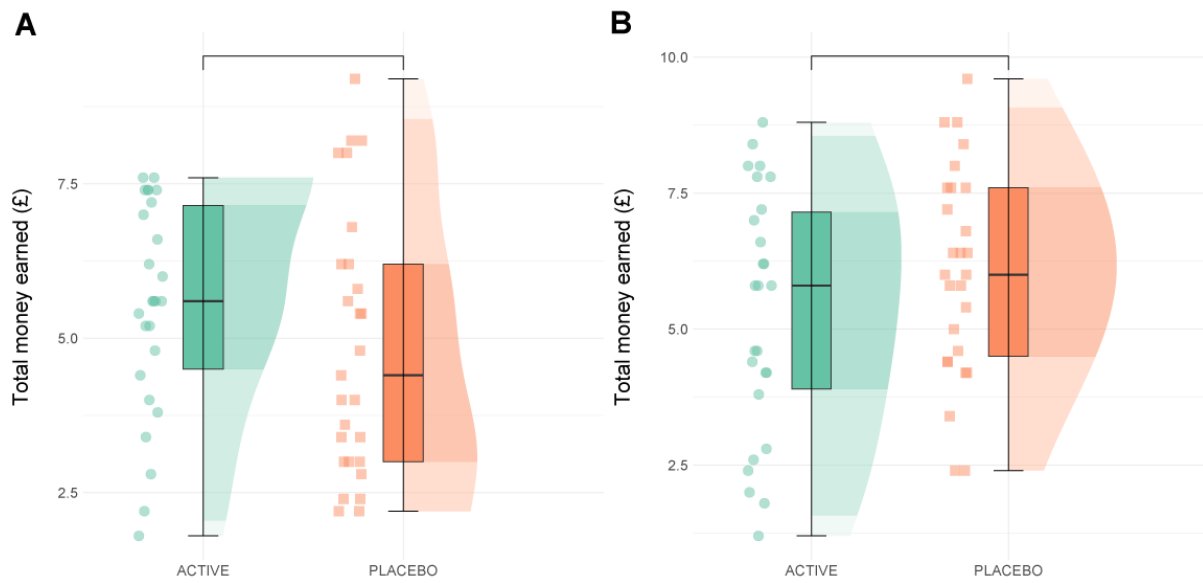 A
Total money earned (£)
7.5
5.0
2.5
ACTIVE
PLACEBO
B
Total money earned (£)
10.0
7.5
5.0
2.5
ACTIVE
PLACEBO